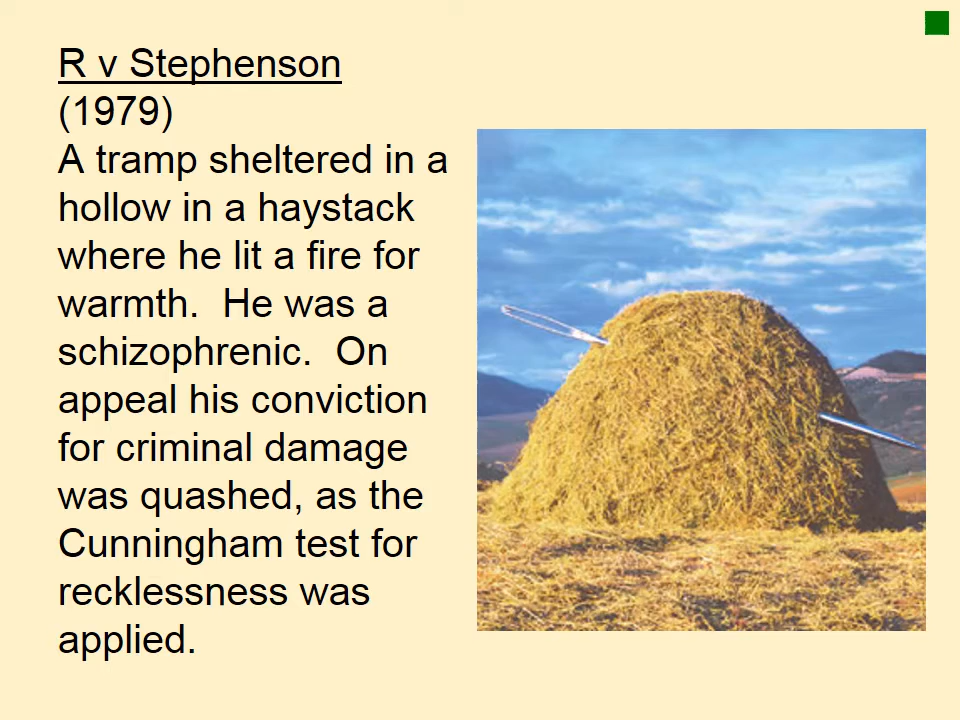 R v Stephenson
(1979)
A tramp sheltered in a
hollow in a haystack
where he lit a fire for
warmth.  He was a
schizophrenic.  On
appeal his conviction
for criminal damage
was quashed, as the
Cunningham test for
recklessness was
applied.